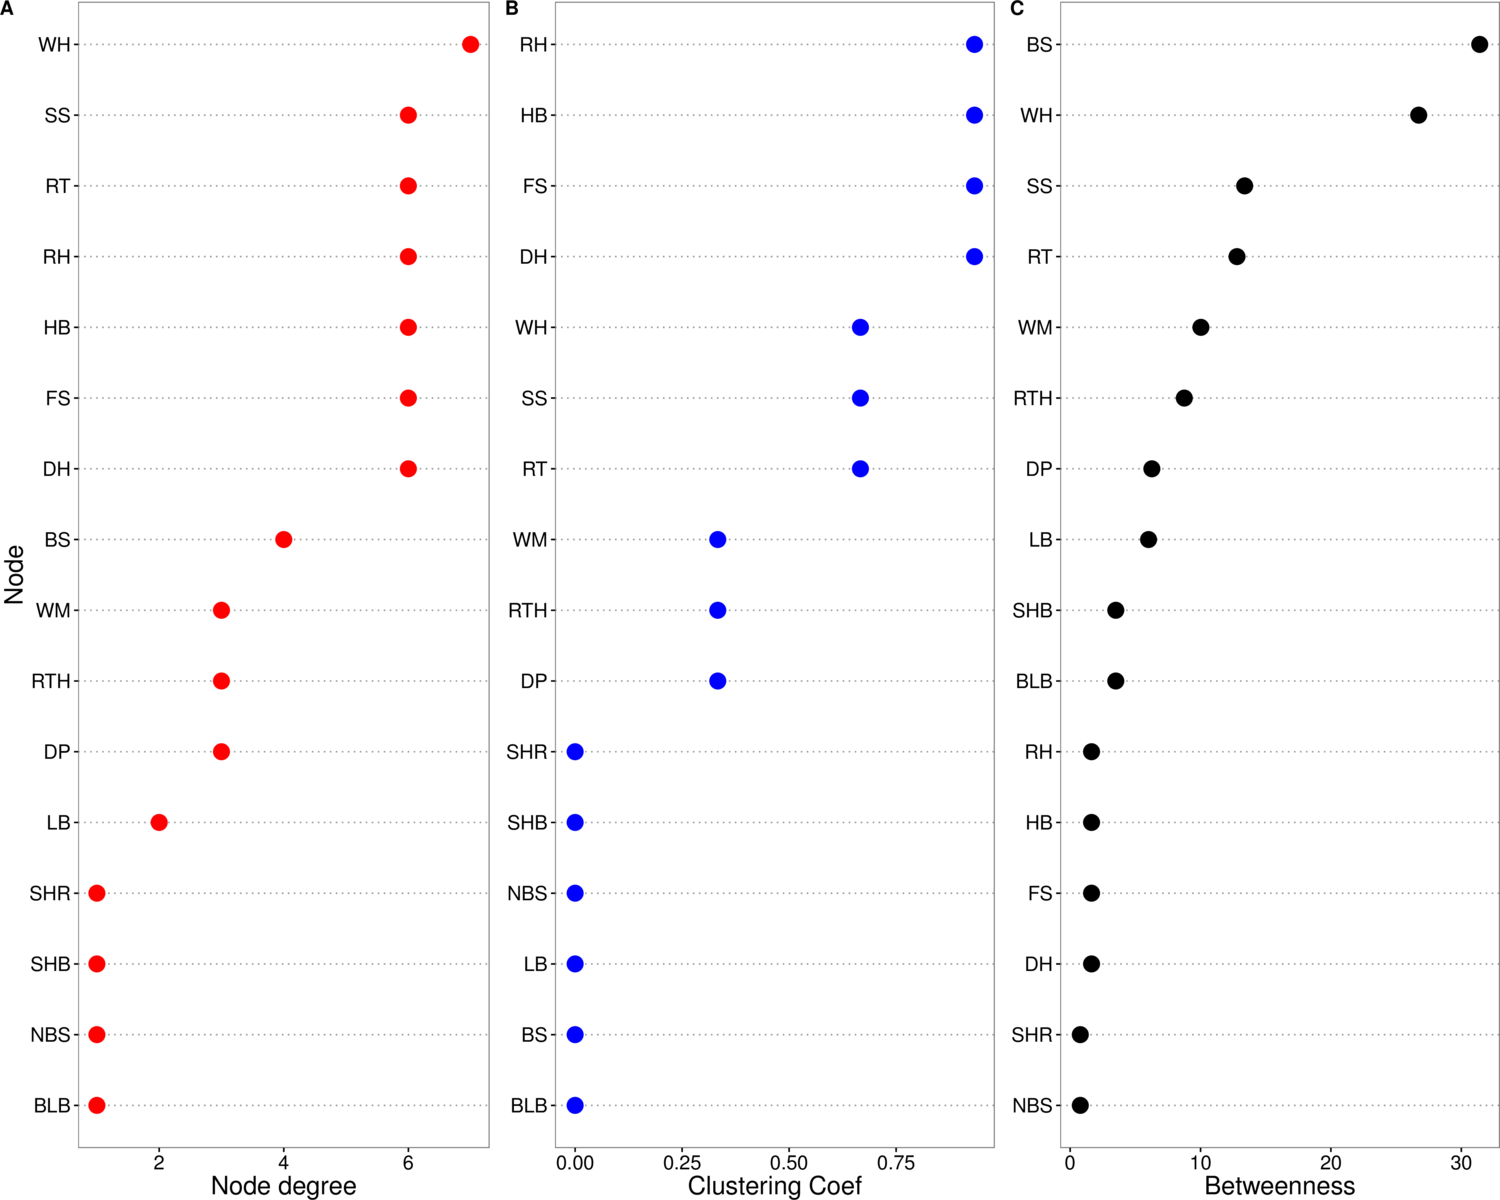 A
B
C
Node
WH
SS
RT
RH
HB
FS
DH
BS
WM
RTH
DP
LB
SHR
SHB
NBS
BLB
2 4 6
Node degree
RH
HB
FS
DH
WH
SS
RT
WM
RTH
DP
SHR
SHB
NBS
LB
BS
BLB
0.00 0.25 0.50 0.75
Clustering Coef
BS
WH
SS
RT
WM
RTH
DP
LB
SHB
BLB
RH
HB
FS
DH
SHR
NBS
0 10 20 30
Betweenness